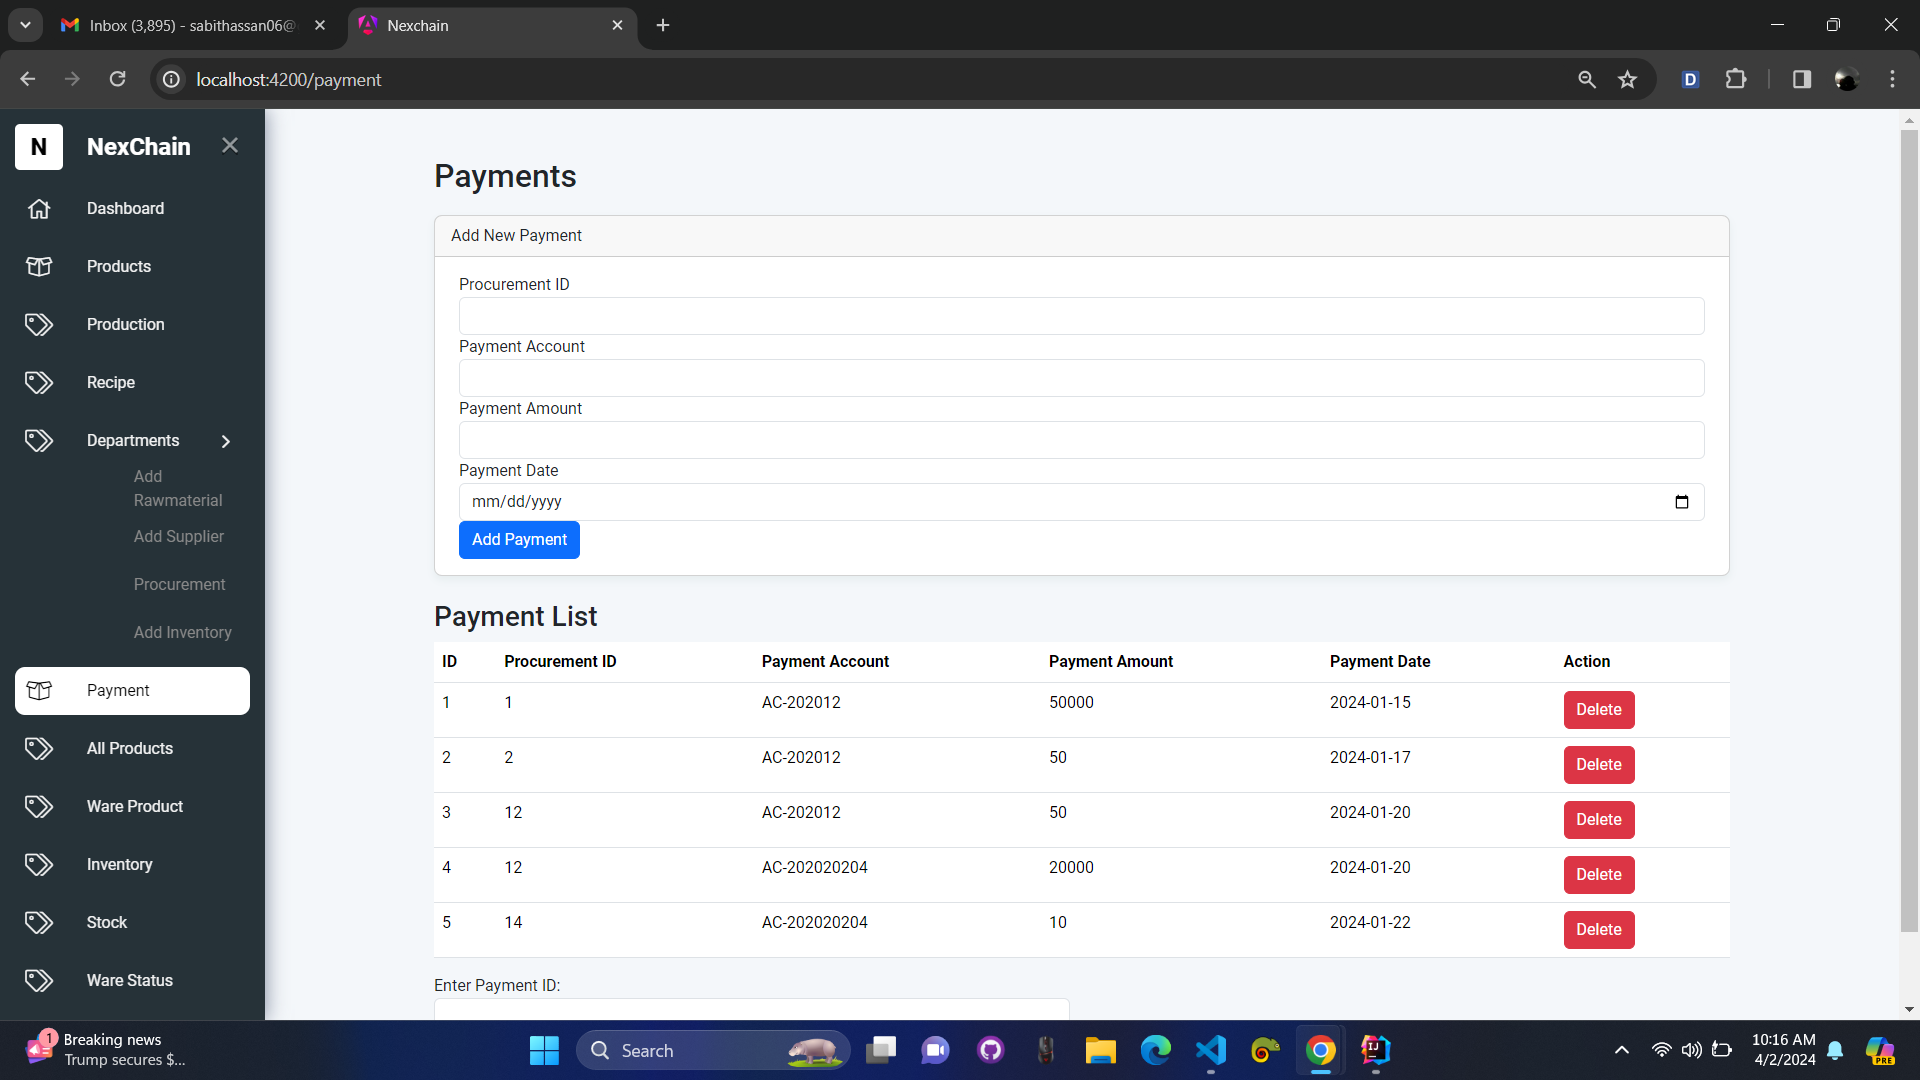 Inbox (3,895) - sabithassan06@
Nexchain
localhost:4200/payment
D
N
NexChain
Dashboard
Products
Production
Recipe
Departments
Add
Rawmaterial
Add Supplier
Procurement
Add Inventory
Payment
All Products
Ware Product
Inventory
Stock
Ware Status
Payments
Add New Payment
Procurement ID
Payment Account
Payment Amount
Payment Date
mm/dd/yyyy
Add Payment
Payment List
ID Procurement ID Payment Account Payment Amount Payment Date Action
1 1 AC-202012 50000 2024-01-15 Delete
2 2 AC-202012 50 2024-01-17 Delete
3 12 AC-202012 50 2024-01-20 Delete
4 12 AC-202020204 20000 2024-01-20 Delete
5 14 AC-202020204 10 2024-01-22 Delete
Enter Payment ID:
1
Breaking news
Trump secures $...
Search
IJ
10:16 AM
4/2/2024
PRE